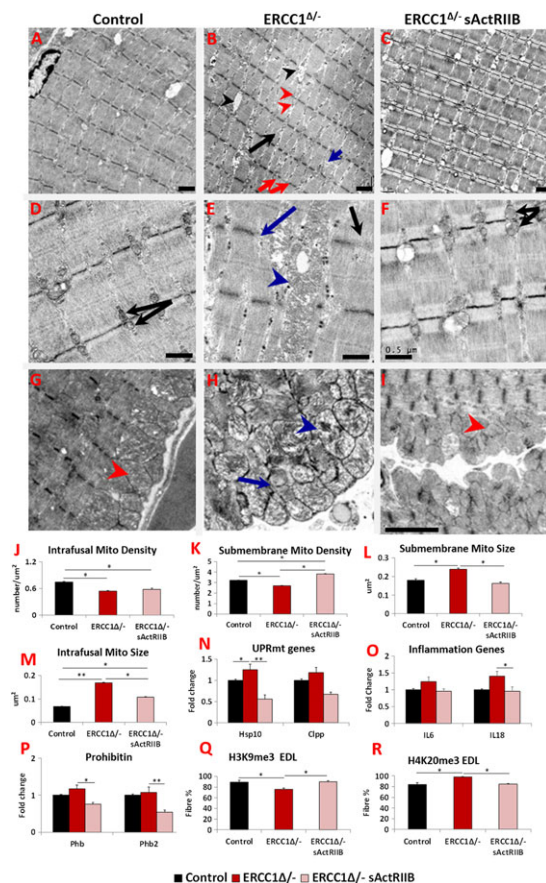 Control ERCC1Δ/- ERCC1Δ/- sActRIIB
A B C
D E F
0.5 µm
G H I
J Intrafusal Mito Density
number/um²
1.2
0.6
0
*
*
Control ERCC1Δ/- ERCC1Δ/- sActRIIB
K Submembrane Mito Density
number/um²
5
4
3
2
1
0
*
*
*
Control ERCC1Δ/- ERCC1Δ/- sActRIIB
L Submembrane Mito Size
um²
0.3
0.2
0.1
0
*
*
Control ERCC1Δ/- ERCC1Δ/- sActRIIB
M Intrafusal Mito Size
um²
0.2
0.1
0
*
**
*
Control ERCC1Δ/- ERCC1Δ/- sActRIIB
N UPRmt genes
Fold Change
1.5
1
0.5
0
* **
Hsp10 Clpp
O Inflammation Genes
Fold Change
2
1.5
1
0.5
0
*
IL6 IL18
P Prohibitin
Fold change
2
1.5
1
0.5
0
* **
Phb Phb2
Q H3K9me3 EDL
Fibre %
100
80
60
40
20
0
* *
Control ERCC1Δ/- ERCC1Δ/- sActRIIB
R H4K20me3 EDL
Fibre %
100
80
60
40
20
0
* *
Control ERCC1Δ/- ERCC1Δ/- sActRIIB
Control ERCC1Δ/- ERCC1Δ/- sActRIIB